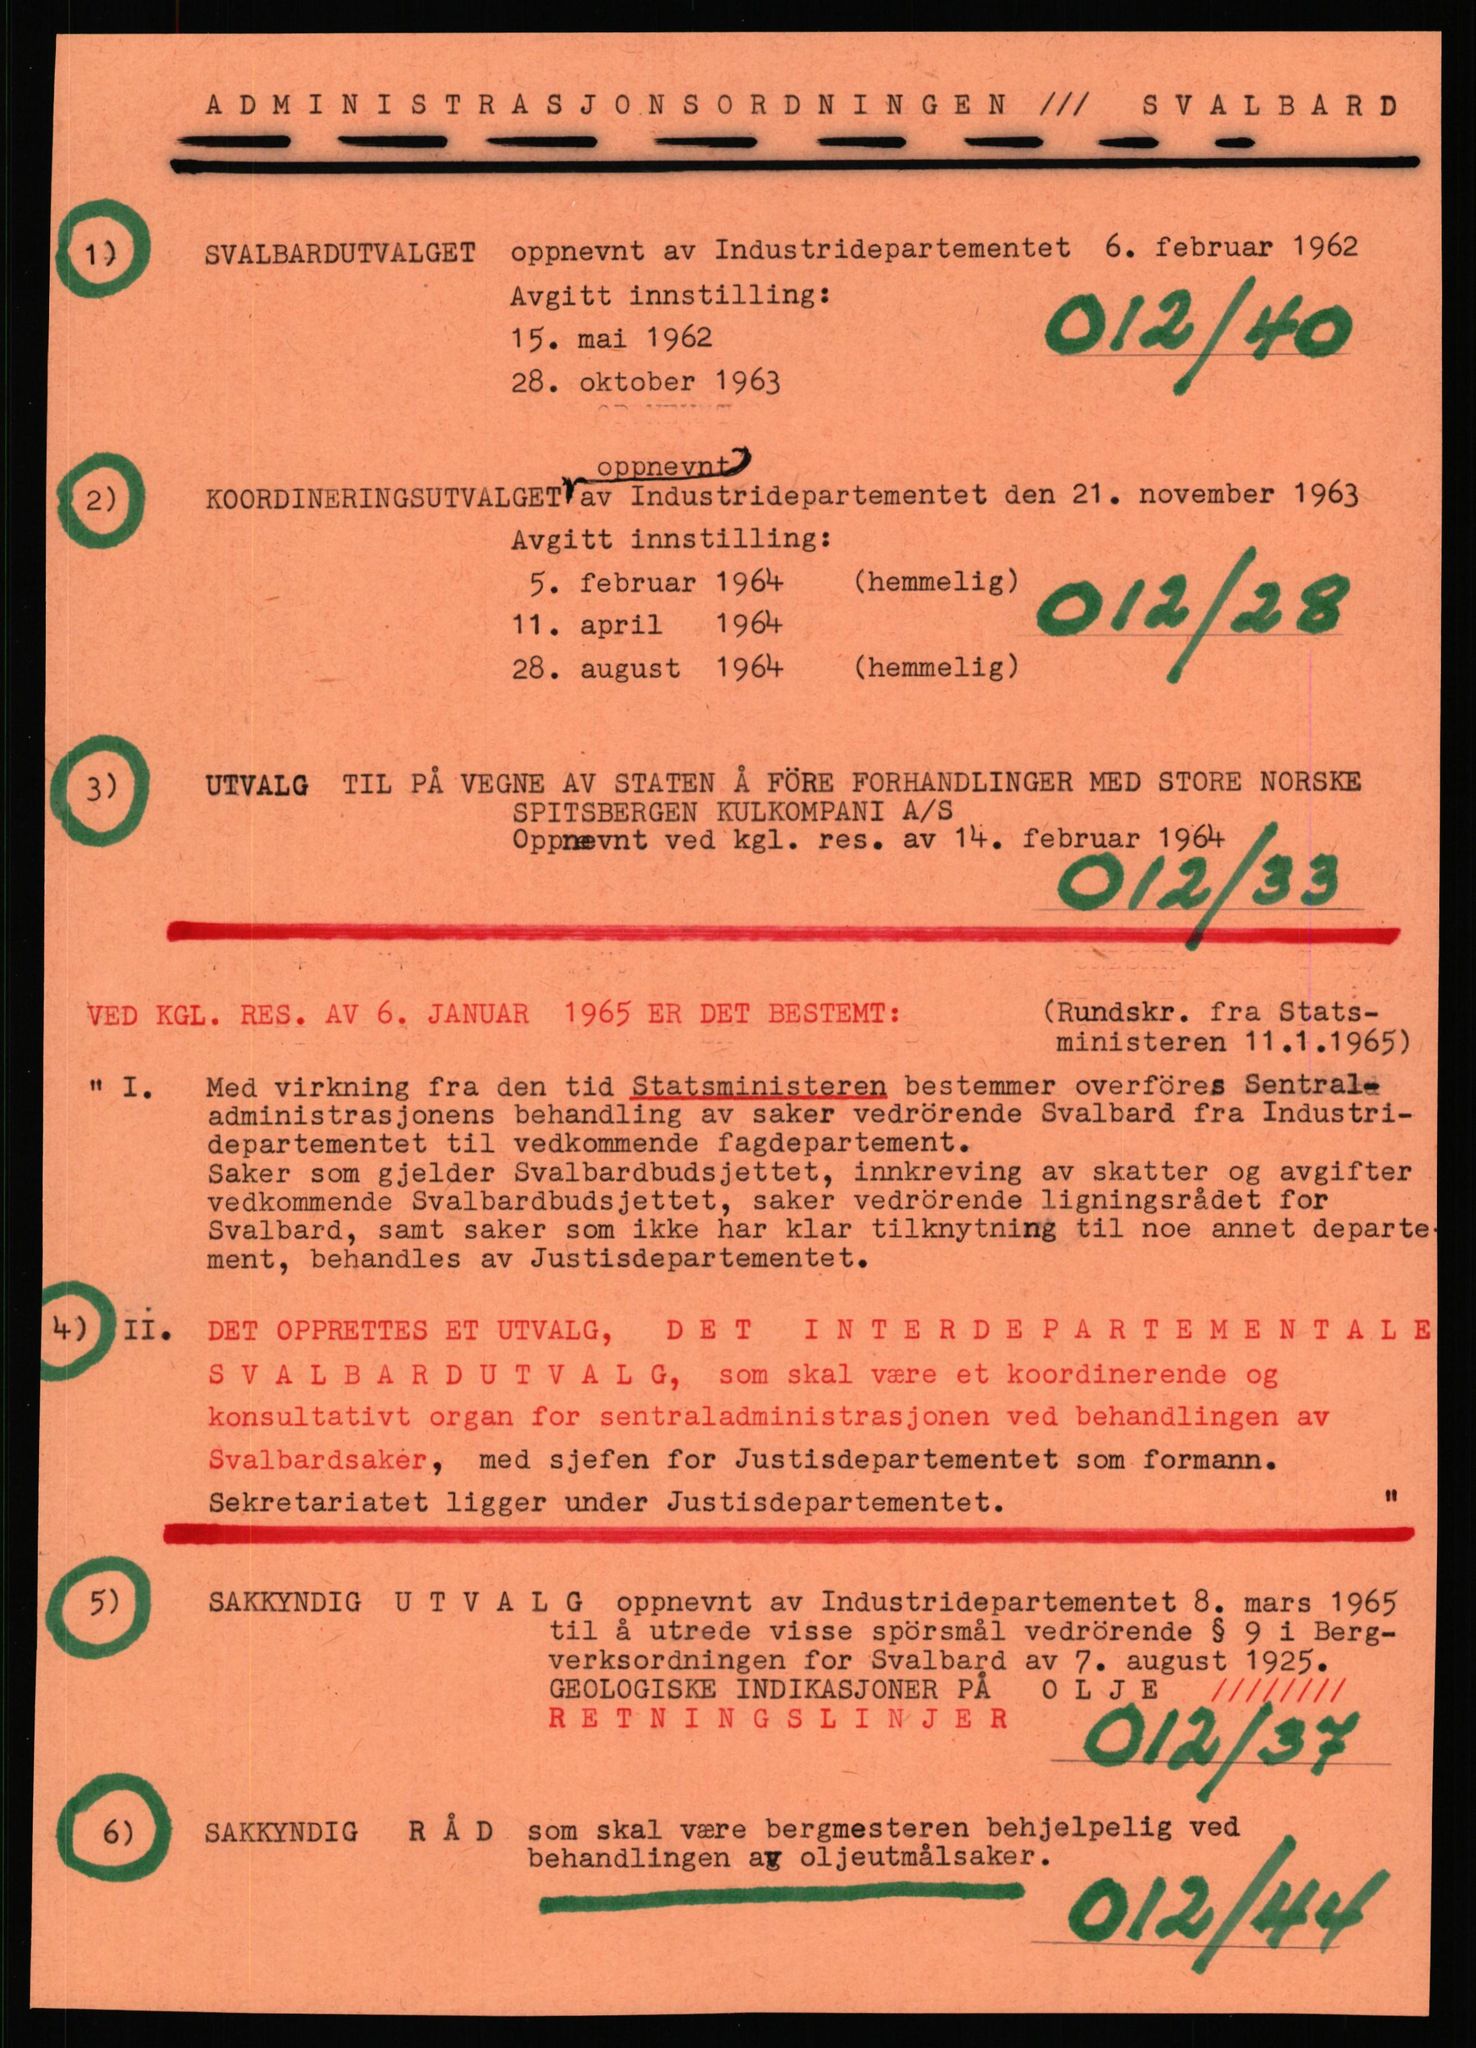 A D M I N I S T R A S J O N S O R D N I N G E N /// S V A L B A R D
1) SVALBARDUTVALGET oppnevnt av Industridepartementet 6. februar 1962
Avgitt innstilling:
15. mai 1962
012/40
28. oktober 1963
oppnevnt
2) KOORDINERINGSUTVALGET av Industridepartementet den 21. november 1963
Avgitt innstilling:
5. februar 1964 (hemmelig)
012/28
11. april 1964
28. august 1964 (hemmelig)
3) UTVALG TIL PÅ VEGNE AV STATEN Å FÖRE FORHANDLINGER MED STORE NORSKE
SPITSBERGEN KULKOMPANI A/S
Oppnevnt ved kgl. res. av 14. februar 1964
012/33
VED KGL. RES. AV 6. JANUAR 1965 ER DET BESTEMT: (Rundskr. fra Stats-
ministeren 11.1.1965)
" I. Med virkning fra den tid Statsministeren bestemmer overföres Sentral-
administrasjonens behandling av saker vedrörende Svalbard fra Industri-
departementet til vedkommende fagdepartement.
Saker som gjelder Svalbardbudsjettet, innkreving av skatter og avgifter
vedkommende Svalbardbudsjettet, saker vedrörende ligningsrådet for
Svalbard, samt saker som ikke har klar tilknytning til noe annet departe-
ment, behandles av Justisdepartementet.
4) II. DET OPPRETTES ET UTVALG, D E T I N T E R D E P A R T E M E N T A L E
S V A L B A R D U T V A L G, som skal være et koordinerende og
konsultativt organ for sentraladministrasjonen ved behandlingen av
Svalbardsaker, med sjefen for Justisdepartementet som formann.
Sekretariatet ligger under Justisdepartementet. "
5) SAKKYNDIG U T V A L G oppnevnt av Industridepartementet 8. mars 1965
til å utrede visse spörsmål vedrörende § 9 i Berg-
verksordningen for Svalbard av 7. august 1925.
GEOLOGISKE INDIKASJONER PÅ O L J E ////////
R E T N I N G S L I N J E R
012/37
6) SAKKYNDIG R Å D som skal være bergmesteren behjelpelig ved
behandlingen av oljeutmålsaker.
012/44